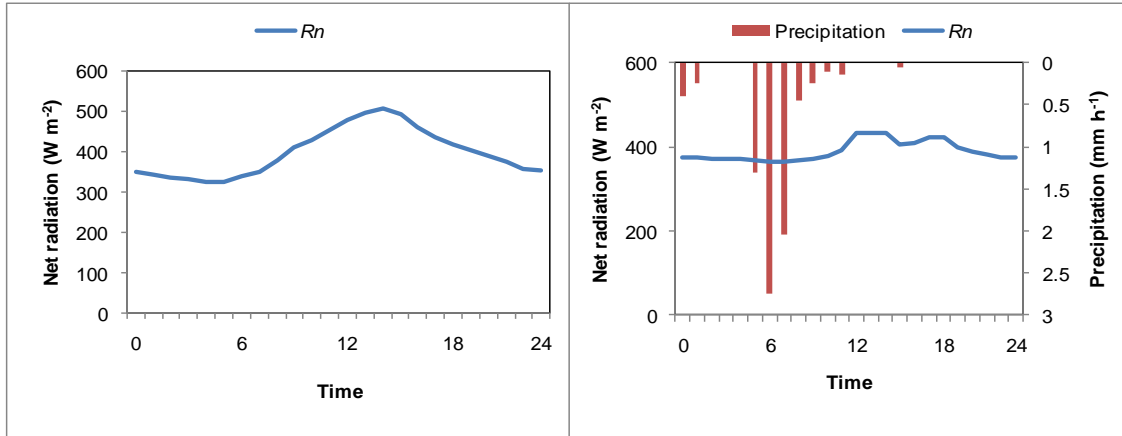 Rn
600
500
400
300
200
100
0
Net radiation (W m⁻²)
0 6 12 18 24
Time
Precipitation Rn
600
400
200
0
Net radiation (W m⁻²)
0
0.5
1
1.5
2
2.5
3
Precipitation (mm h⁻¹)
0 6 12 18 24
Time